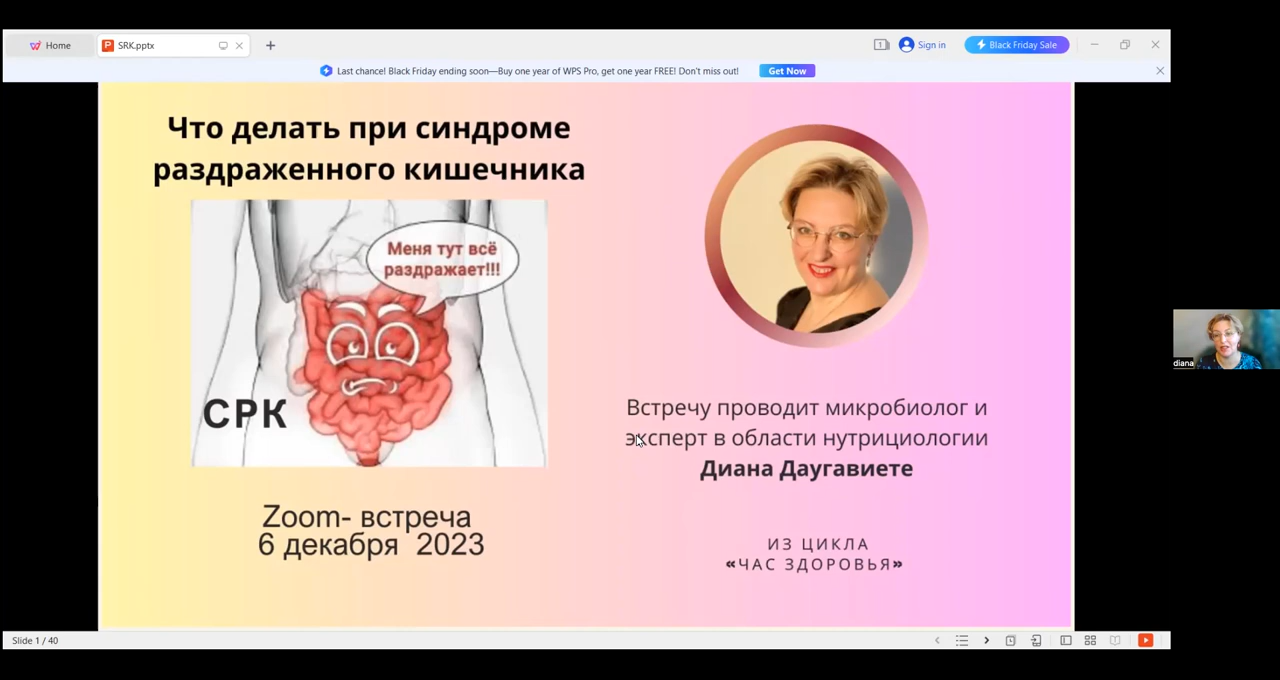 Home
SRK.pptx
1
Sign in
Black Friday Sale
Last chance! Black Friday ending soon—Buy one year of WPS Pro, get one year FREE! Don't miss out!
Get Now
Что делать при синдроме
раздраженного кишечника
Меня тут всё
раздражает!!!
СРК
Zoom- встреча
6 декабря 2023
Встречу проводит микробиолог и
эксперт в области нутрициологии
Диана Даугавиете
ИЗ ЦИКЛА
«ЧАС ЗДОРОВЬЯ»
diana
Slide 1 / 40